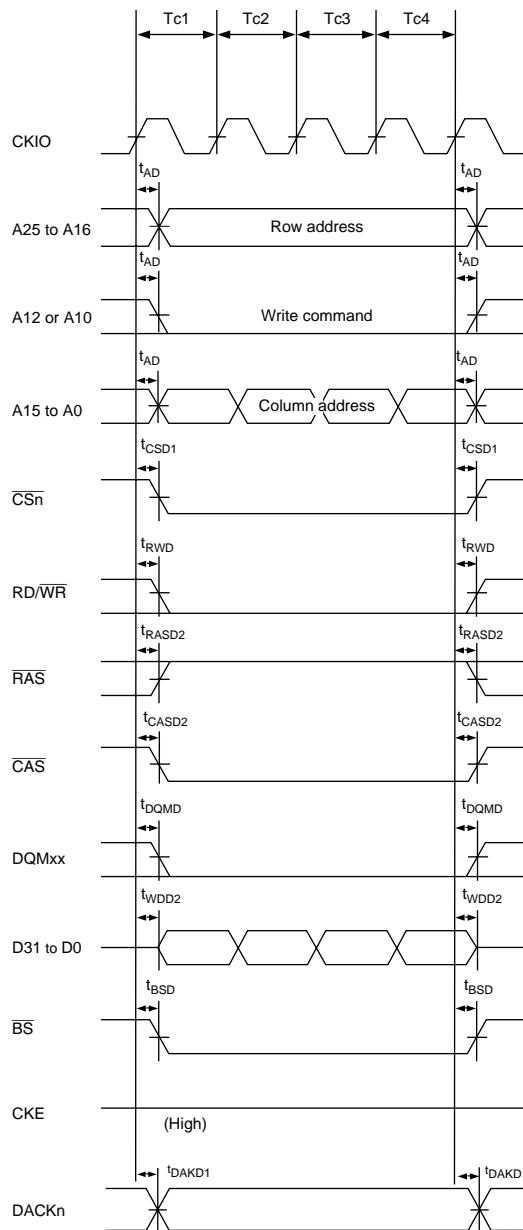 Tc1 Tc2 Tc3 Tc4
CKIO
tAD tAD
A25 to A16 Row address
tAD tAD
A12 or A10 Write command
tAD tAD
A15 to A0 Column address
tCSD1 tCSD1
CSn
tRWD tRWD
RD/WR
tRASD2 tRASD2
RAS
tCASD2 tCASD2
CAS
tDQMD tDQMD
DQMxx
tWDD2 tWDD2
D31 to D0
tBSD tBSD
BS
CKE
(High)
tDAKD1 tDAKD1
DACKn